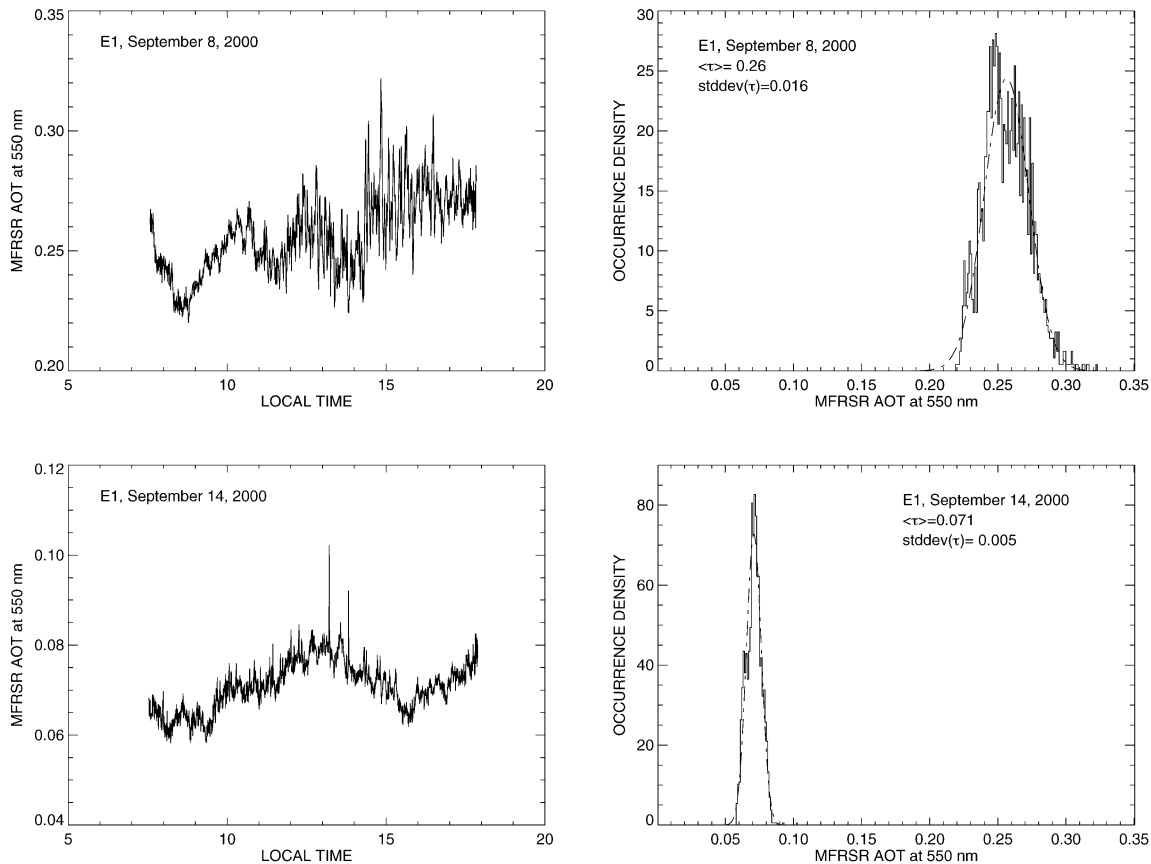 0.35
0.30
0.25
0.20
MFRSR AOT at 550 nm
E1, September 8, 2000
5 10 15 20
LOCAL TIME
30
25
20
15
10
5
0
OCCURRENCE DENSITY
E1, September 8, 2000
<τ>= 0.26
stddev(τ)=0.016
0.05 0.10 0.15 0.20 0.25 0.30 0.35
MFRSR AOT at 550 nm
0.12
0.10
0.08
0.06
0.04
MFRSR AOT at 550 nm
E1, September 14, 2000
5 10 15 20
LOCAL TIME
80
60
40
20
0
OCCURRENCE DENSITY
E1, September 14, 2000
<τ>=0.071
stddev(τ)= 0.005
0.05 0.10 0.15 0.20 0.25 0.30 0.35
MFRSR AOT at 550 nm